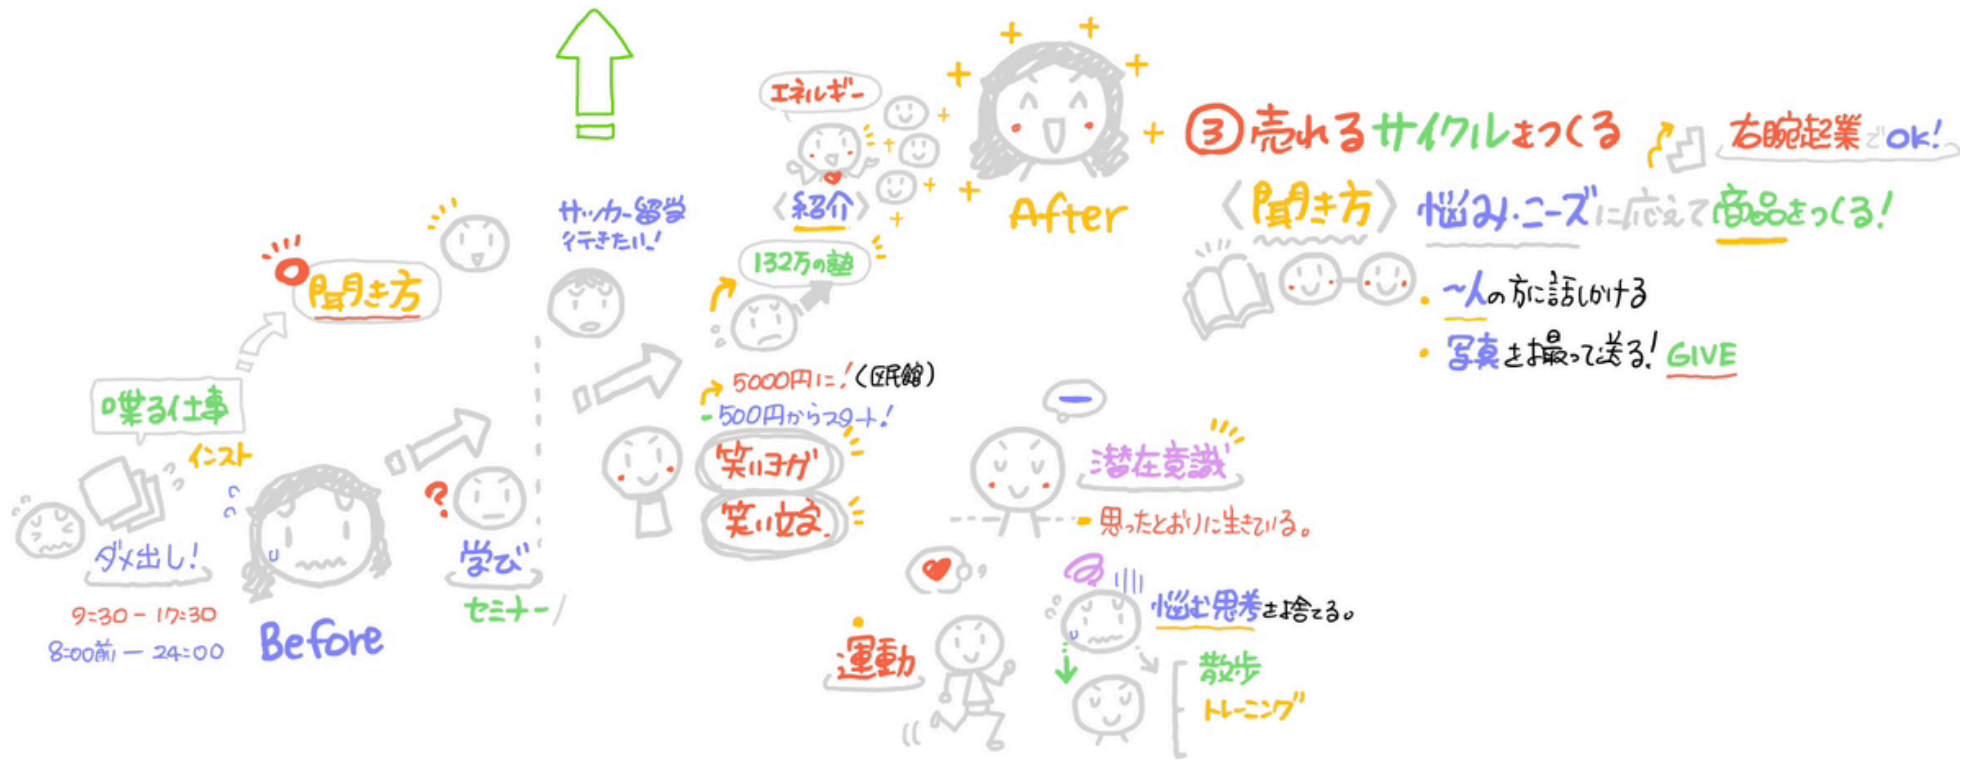 喋る仕事
インスト
ダメ出し!
9:30 - 17:30
8:00前 - 24:00
Before
聞き方
?
学び
セミナー
サッカー留学
行きたい!
エネルギー
〈紹介〉
132万の塾
5000円に!(区民館)
500円からスタート!
笑いヨガ
笑い文字
After
③売れるサイクルをつくる
右腕起業でOK!
〈聞き方〉悩み・ニーズに応えて商品をつくる!
・〜人の方に話しかける
・写真を撮って送る! GIVE
潜在意識
思ったとおりに生きている。
運動
悩む思考を捨てる。
散歩
トレーニング